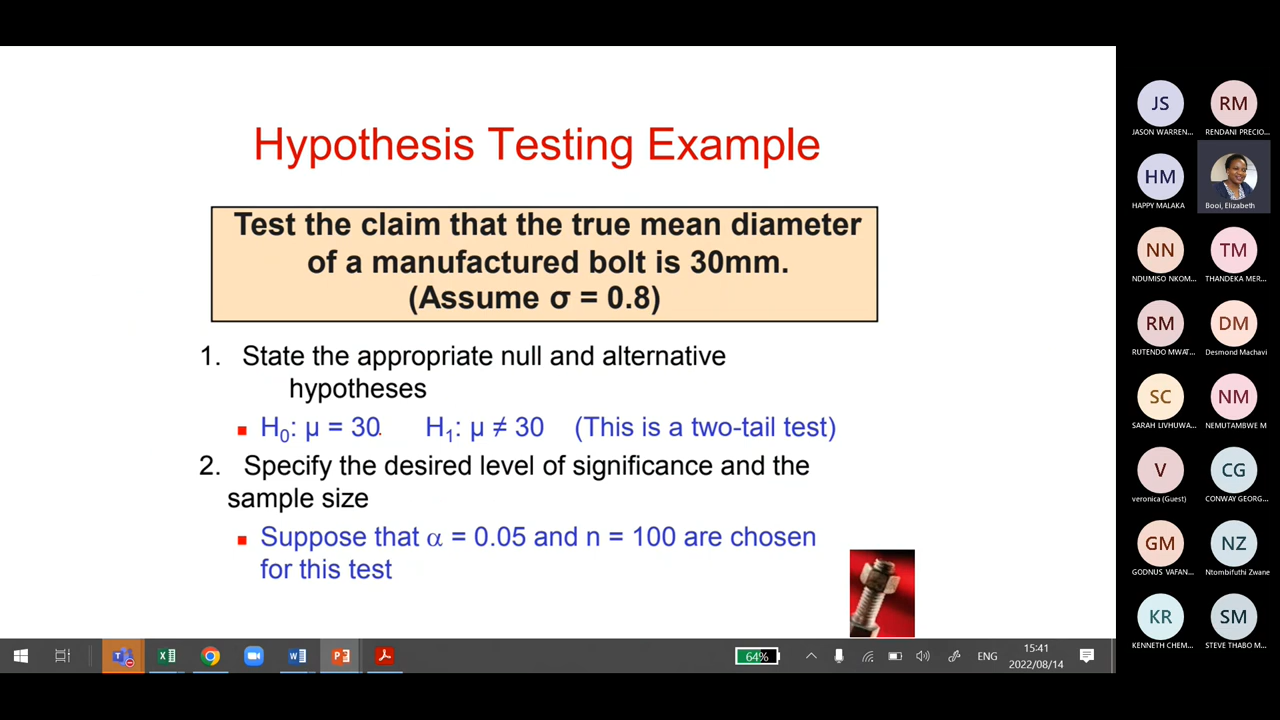 Hypothesis Testing Example
Test the claim that the true mean diameter
of a manufactured bolt is 30mm.
(Assume σ = 0.8)
1. State the appropriate null and alternative
hypotheses
H0: μ = 30 H1: μ ≠ 30 (This is a two-tail test)
2. Specify the desired level of significance and the
sample size
Suppose that α = 0.05 and n = 100 are chosen
for this test
JS
JASON WARREN...
RM
RENDANI PRECIO...
HM
HAPPY MALAKA
Booi, Elizabeth
NN
NDUMISO NKOM...
TM
THANDEKA MER...
RM
RUTENDO MWAT...
DM
Desmond Machavi
SC
SARAH LIVHUWA...
NM
NEMUTAMBWE M
V
veronica (Guest)
CG
CONWAY GEORG...
GM
GODNUS VAFAN...
NZ
Ntombifuthi Zwane
KR
KENNETH CHEM...
SM
STEVE THABO M...
64%
ENG
15:41
2022/08/14